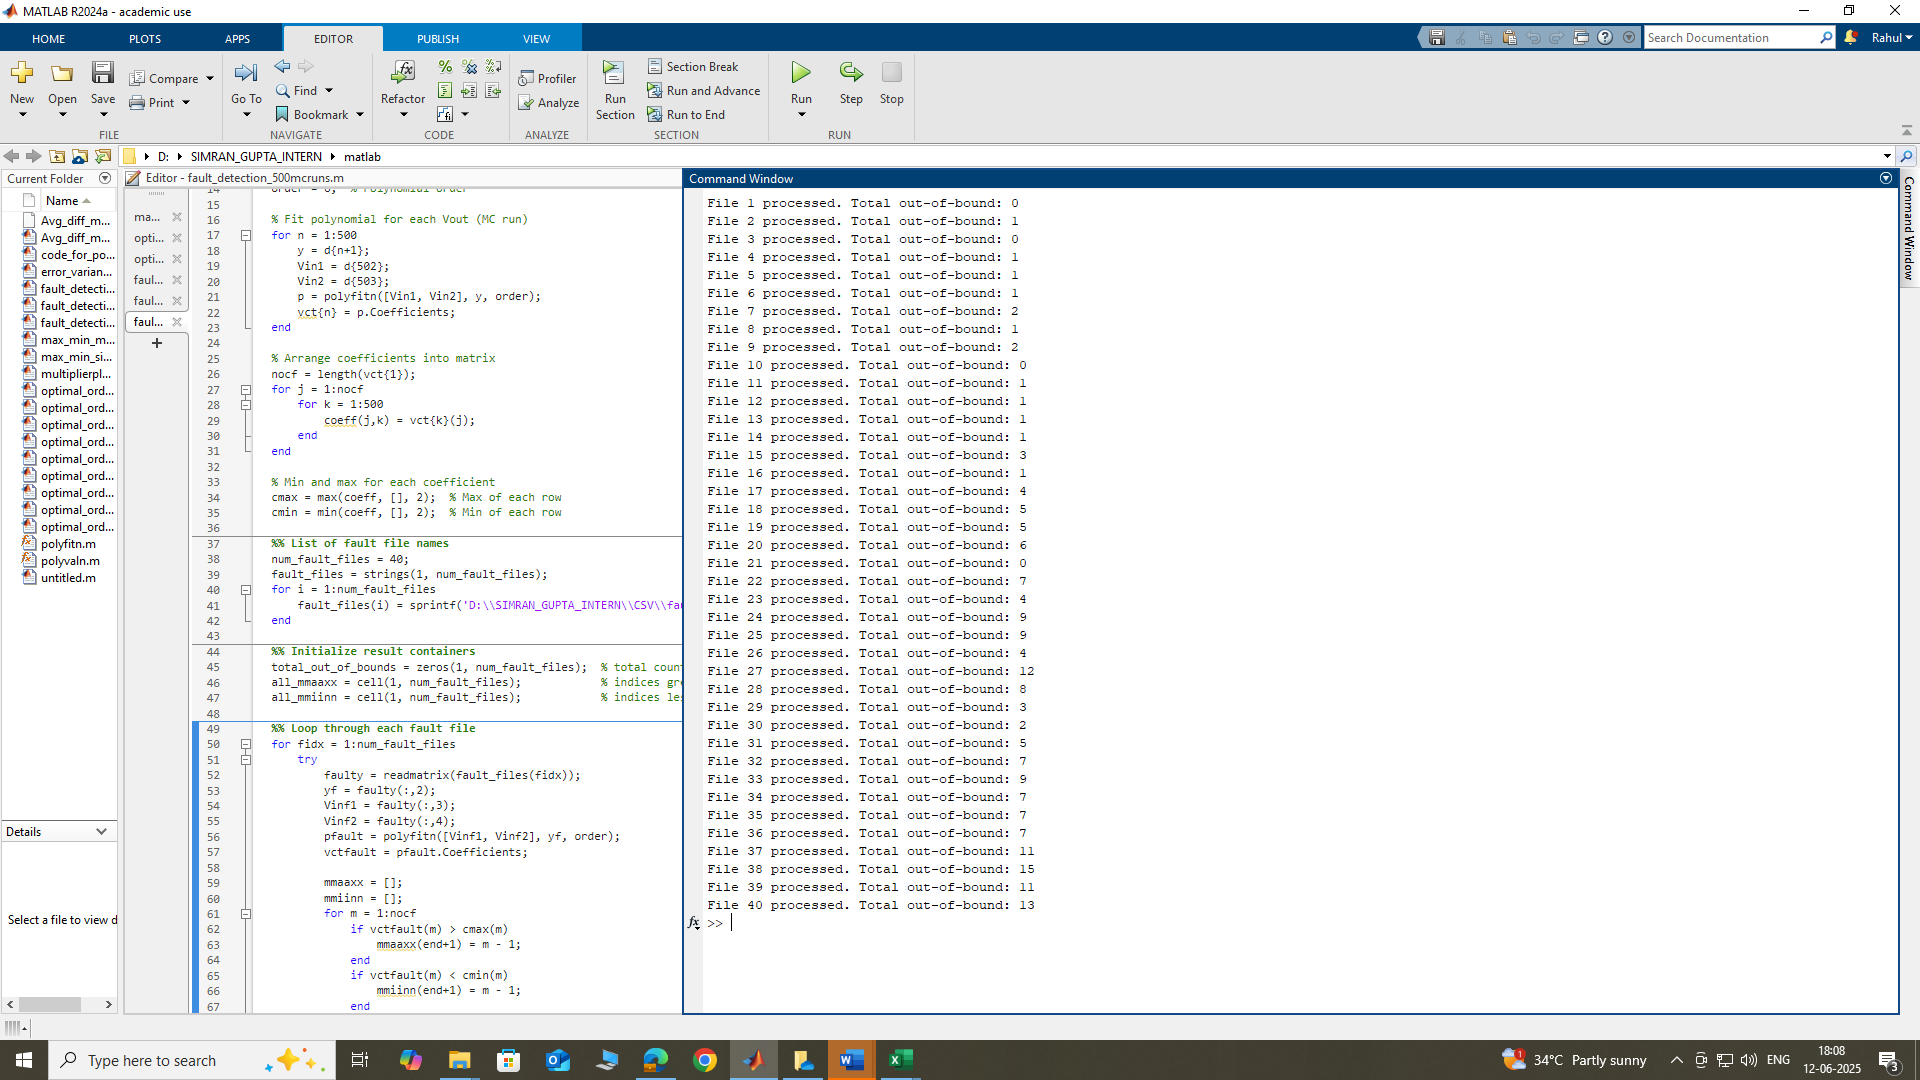 MATLAB R2024a - academic use
HOME PLOTS APPS EDITOR PUBLISH VIEW
Search Documentation
Rahul
New
Open
Save
Compare
Print
FILE
Go To
Find
Bookmark
NAVIGATE
Refactor
CODE
Profiler
Analyze
ANALYZE
Run Section
Section Break
Run and Advance
Run to End
SECTION
Run
Step
Stop
RUN
D: SIMRAN_GUPTA_INTERN matlab
Current Folder
Name
Avg_diff_m...
Avg_diff_m...
code_for_po...
error_varian...
fault_detecti...
fault_detecti...
fault_detecti...
max_min_m...
max_min_si...
multiplierpl...
optimal_ord...
optimal_ord...
optimal_ord...
optimal_ord...
optimal_ord...
optimal_ord...
optimal_ord...
optimal_ord...
optimal_ord...
polyfitn.m
polyvaln.m
untitled.m
Details
Select a file to view d
Editor - fault_detection_500mcruns.m
ma...
opti...
opti...
faul...
faul...
faul...
14 order = 6; % Polynomial order
15
16 % Fit polynomial for each Vout (MC run)
17 for n = 1:500
18 y = d{n+1};
19 Vin1 = d{502};
20 Vin2 = d{503};
21 p = polyfitn([Vin1, Vin2], y, order);
22 vct{n} = p.Coefficients;
23 end
24
25 % Arrange coefficients into matrix
26 nocf = length(vct{1});
27 for j = 1:nocf
28 for k = 1:500
29 coeff(j,k) = vct{k}(j);
30 end
31 end
32
33 % Min and max for each coefficient
34 cmax = max(coeff, [], 2); % Max of each row
35 cmin = min(coeff, [], 2); % Min of each row
36
37 %% List of fault file names
38 num_fault_files = 40;
39 fault_files = strings(1, num_fault_files);
40 for i = 1:num_fault_files
41 fault_files(i) = sprintf('D:\\SIMRAN_GUPTA_INTERN\\CSV\\fau
42 end
43
44 %% Initialize result containers
45 total_out_of_bounds = zeros(1, num_fault_files); % total coun
46 all_mmaaxx = cell(1, num_fault_files); % indices gre
47 all_mmiinn = cell(1, num_fault_files); % indices les
48
49 %% Loop through each fault file
50 for fidx = 1:num_fault_files
51 try
52 faulty = readmatrix(fault_files(fidx));
53 yf = faulty(:,2);
54 Vinf1 = faulty(:,3);
55 Vinf2 = faulty(:,4);
56 pfault = polyfitn([Vinf1, Vinf2], yf, order);
57 vctfault = pfault.Coefficients;
58
59 mmaaxx = [];
60 mmiinn = [];
61 for m = 1:nocf
62 if vctfault(m) > cmax(m)
63 mmaaxx(end+1) = m - 1;
64 end
65 if vctfault(m) < cmin(m)
66 mmiinn(end+1) = m - 1;
67 end
Command Window
File 1 processed. Total out-of-bound: 0
File 2 processed. Total out-of-bound: 1
File 3 processed. Total out-of-bound: 0
File 4 processed. Total out-of-bound: 1
File 5 processed. Total out-of-bound: 1
File 6 processed. Total out-of-bound: 1
File 7 processed. Total out-of-bound: 2
File 8 processed. Total out-of-bound: 1
File 9 processed. Total out-of-bound: 2
File 10 processed. Total out-of-bound: 0
File 11 processed. Total out-of-bound: 1
File 12 processed. Total out-of-bound: 1
File 13 processed. Total out-of-bound: 1
File 14 processed. Total out-of-bound: 1
File 15 processed. Total out-of-bound: 3
File 16 processed. Total out-of-bound: 1
File 17 processed. Total out-of-bound: 4
File 18 processed. Total out-of-bound: 5
File 19 processed. Total out-of-bound: 5
File 20 processed. Total out-of-bound: 6
File 21 processed. Total out-of-bound: 0
File 22 processed. Total out-of-bound: 7
File 23 processed. Total out-of-bound: 4
File 24 processed. Total out-of-bound: 9
File 25 processed. Total out-of-bound: 9
File 26 processed. Total out-of-bound: 4
File 27 processed. Total out-of-bound: 12
File 28 processed. Total out-of-bound: 8
File 29 processed. Total out-of-bound: 3
File 30 processed. Total out-of-bound: 2
File 31 processed. Total out-of-bound: 5
File 32 processed. Total out-of-bound: 7
File 33 processed. Total out-of-bound: 9
File 34 processed. Total out-of-bound: 7
File 35 processed. Total out-of-bound: 7
File 36 processed. Total out-of-bound: 7
File 37 processed. Total out-of-bound: 11
File 38 processed. Total out-of-bound: 15
File 39 processed. Total out-of-bound: 11
File 40 processed. Total out-of-bound: 13
fx >>
Command Window
Type here to search
34°C Partly sunny
ENG
18:08
12-06-2025
3